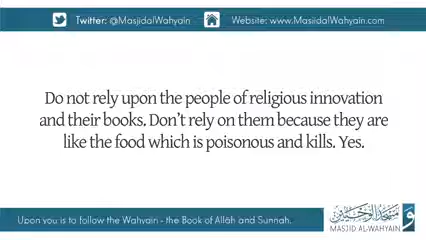 Twitter: @MasjidalWahyain
Website: www.MasjidalWahyain.com
Do not rely upon the people of religious innovation
and their books. Don't rely on them because they are
like the food which is poisonous and kills. Yes.
Upon you is to follow the Wahyain - the Book of Allāh and Sunnah.
MASJID AL-WAHYAIN